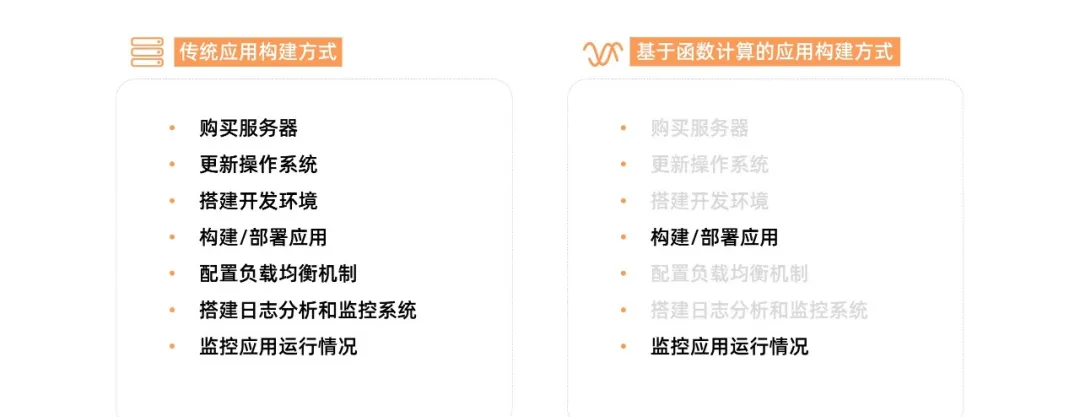 传统应用构建方式
购买服务器
更新操作系统
搭建开发环境
构建/部署应用
配置负载均衡机制
搭建日志分析和监控系统
监控应用运行情况
基于函数计算的应用构建方式
购买服务器
更新操作系统
搭建开发环境
构建/部署应用
配置负载均衡机制
搭建日志分析和监控系统
监控应用运行情况